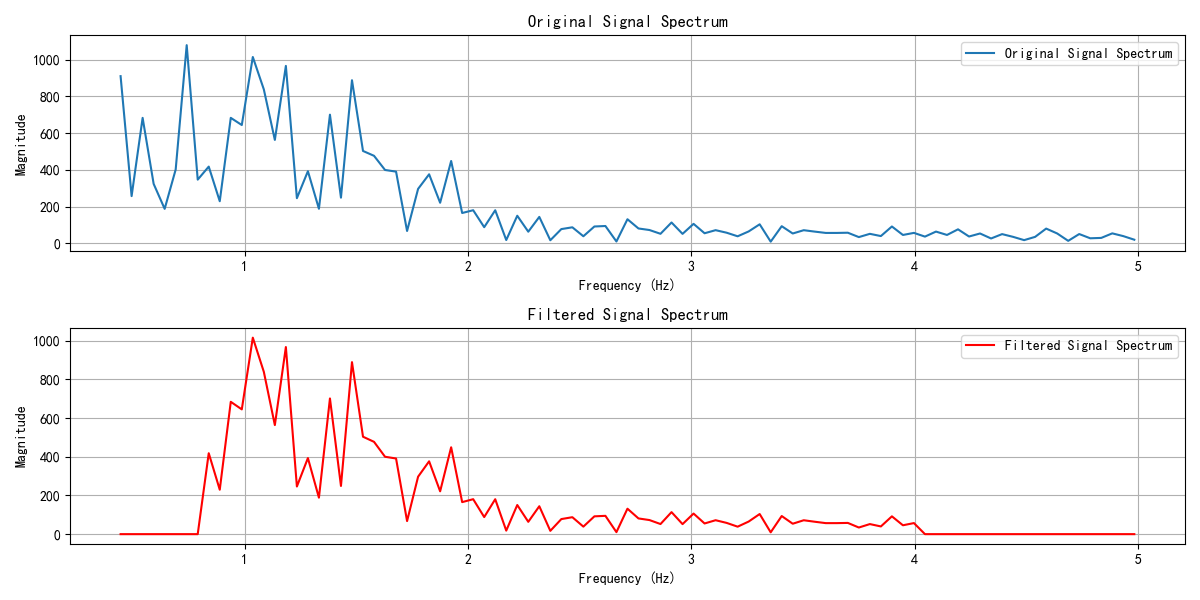 Original Signal Spectrum
Original Signal Spectrum
Magnitude
1000
800
600
400
200
0
1 2 3 4 5
Frequency (Hz)
Filtered Signal Spectrum
Filtered Signal Spectrum
Magnitude
1000
800
600
400
200
0
1 2 3 4 5
Frequency (Hz)